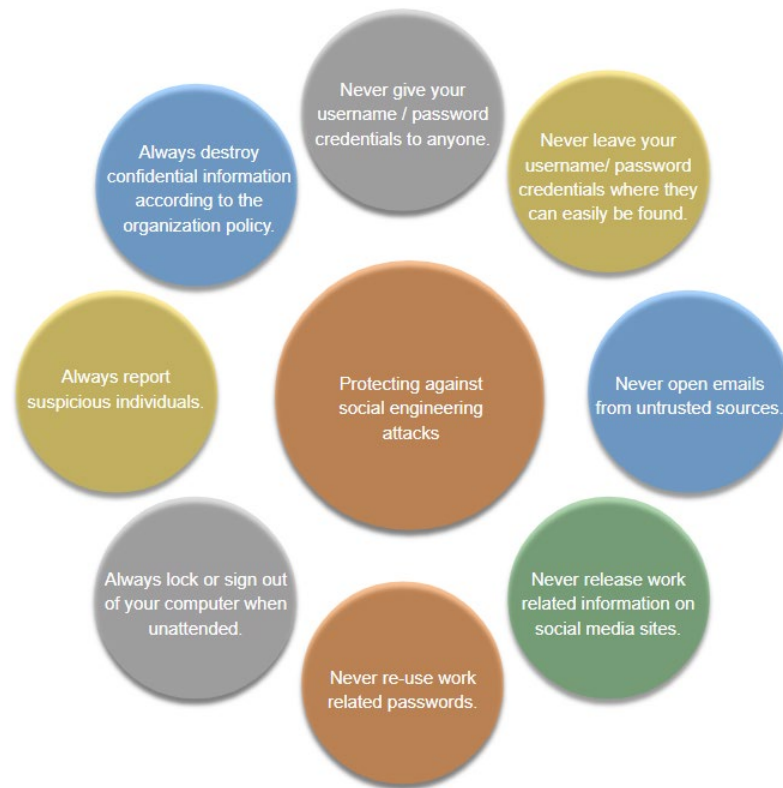 Never give your
username / password
credentials to anyone.
Never leave your
username/ password
credentials where they
can easily be found.
Never open emails
from untrusted sources.
Never release work
related information on
social media sites.
Never re-use work
related passwords.
Always lock or sign out
of your computer when
unattended.
Always report
suspicious individuals.
Always destroy
confidential information
according to the
organization policy.
Protecting against
social engineering
attacks